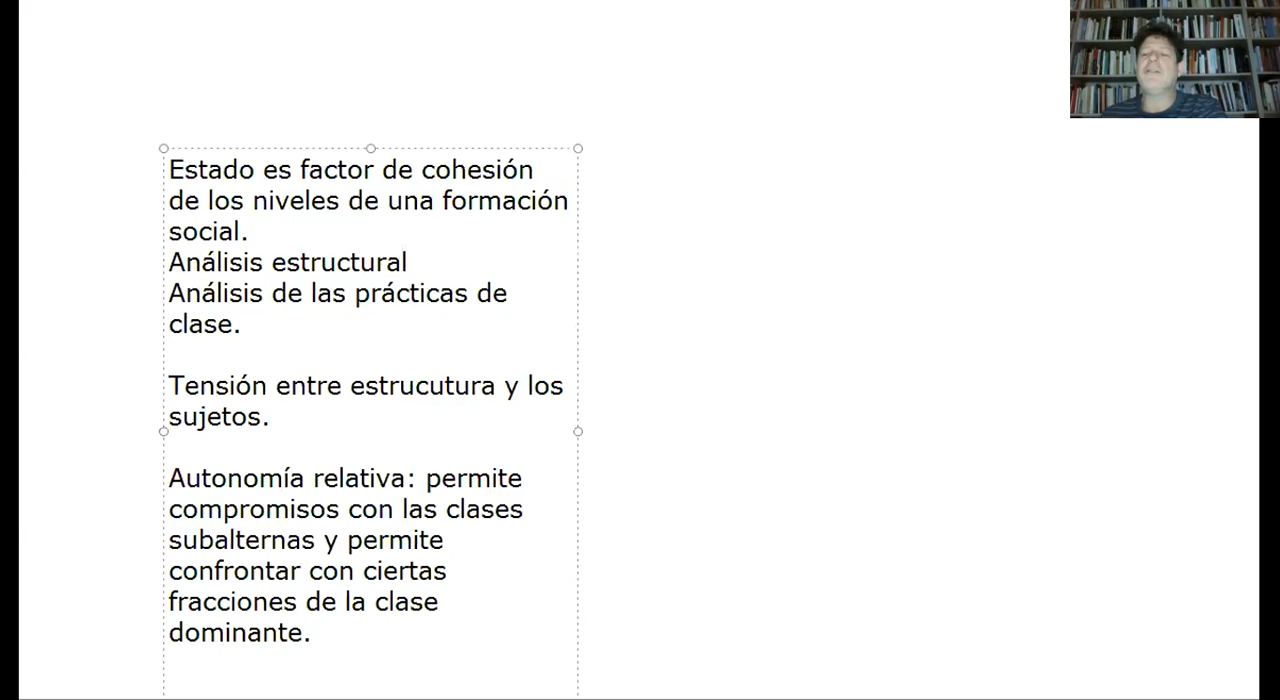 Estado es factor de cohesión
de los niveles de una formación
social.
Análisis estructural
Análisis de las prácticas de
clase.
Tensión entre estrucutura y los
sujetos.
Autonomía relativa: permite
compromisos con las clases
subalternas y permite
confrontar con ciertas
fracciones de la clase
dominante.